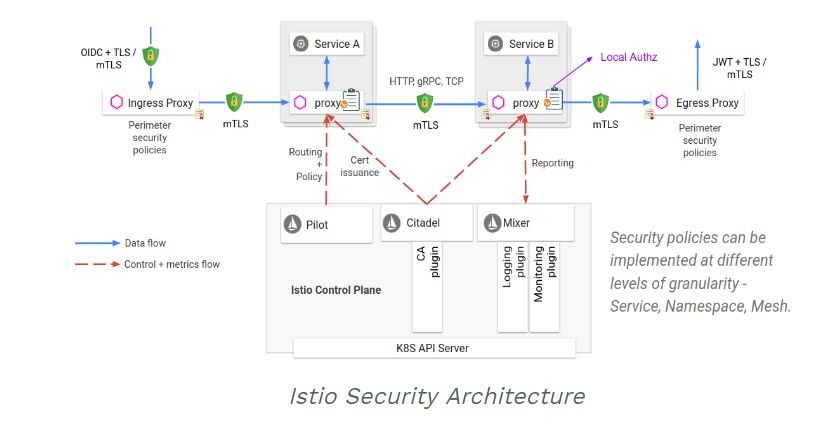 OIDC + TLS /
mTLS
Service A
Service B
Local Authz
JWT + TLS /
mTLS
HTTP, gRPC, TCP
Ingress Proxy
proxy
proxy
Egress Proxy
mTLS
mTLS
mTLS
Perimeter
security
policies
Perimeter
security
policies
Routing
+
Policy
Cert
issuance
Reporting
Pilot
Citadel
Mixer
Data flow
Control + metrics flow
CA
plugin
Logging
plugin
Monitoring
plugin
Istio Control Plane
K8S API Server
Security policies can be
implemented at different
levels of granularity -
Service, Namespace, Mesh.
Istio Security Architecture